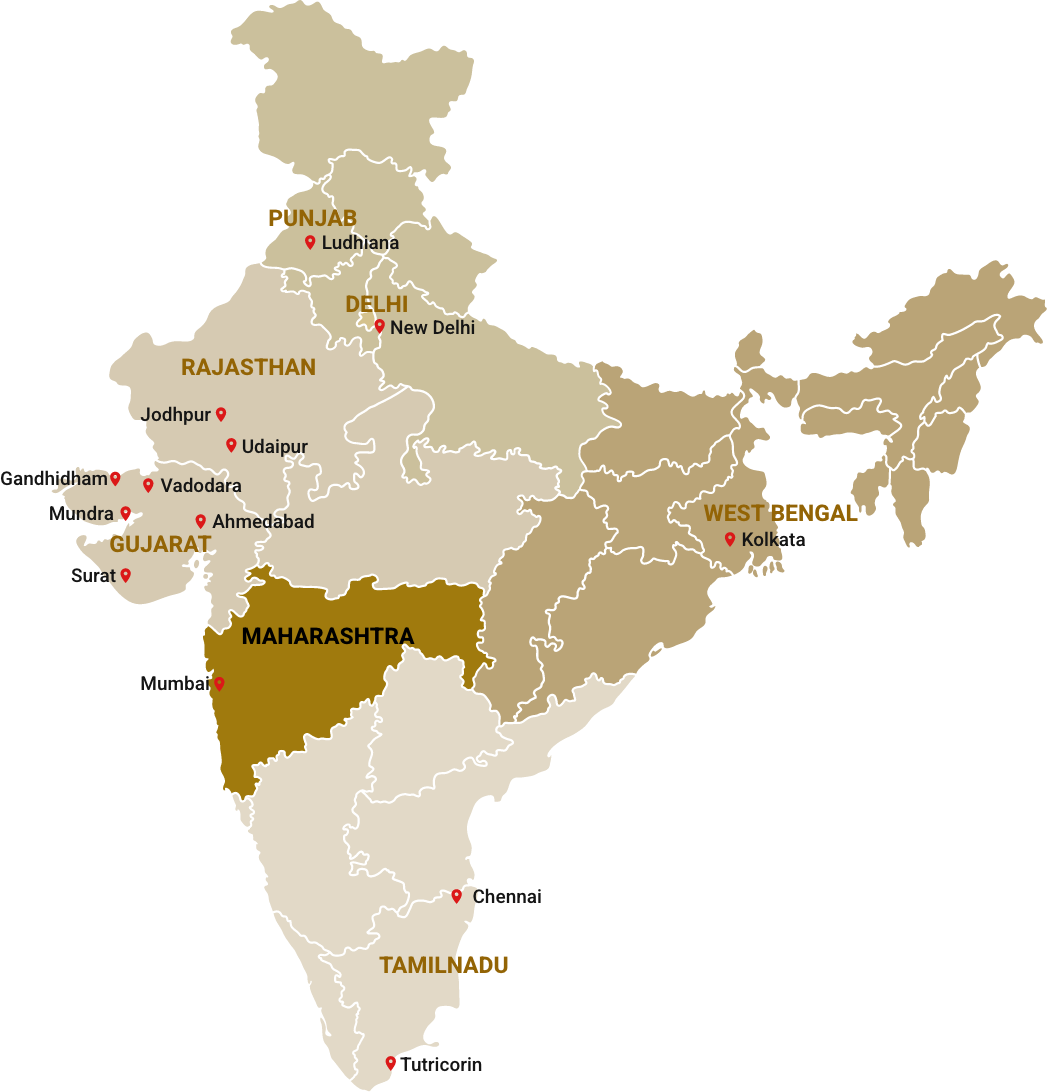 PUNJAB
Ludhiana
DELHI
New Delhi
RAJASTHAN
Jodhpur
Udaipur
Gandhidham
Vadodara
Mundra
Ahmedabad
GUJARAT
Surat
WEST BENGAL
Kolkata
MAHARASHTRA
Mumbai
Chennai
TAMILNADU
Tutricorin